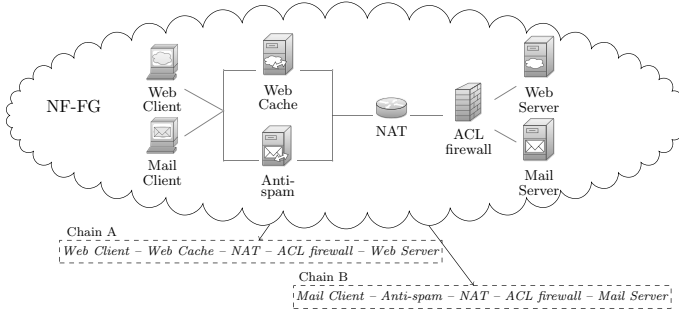 NF-FG
Web
Client
Web
Cache
Web
Server
Mail
Client
Anti-
spam
NAT
ACL
firewall
Mail
Server
Chain A
Web Client – Web Cache – NAT – ACL firewall – Web Server
Chain B
Mail Client – Anti-spam – NAT – ACL firewall – Mail Server